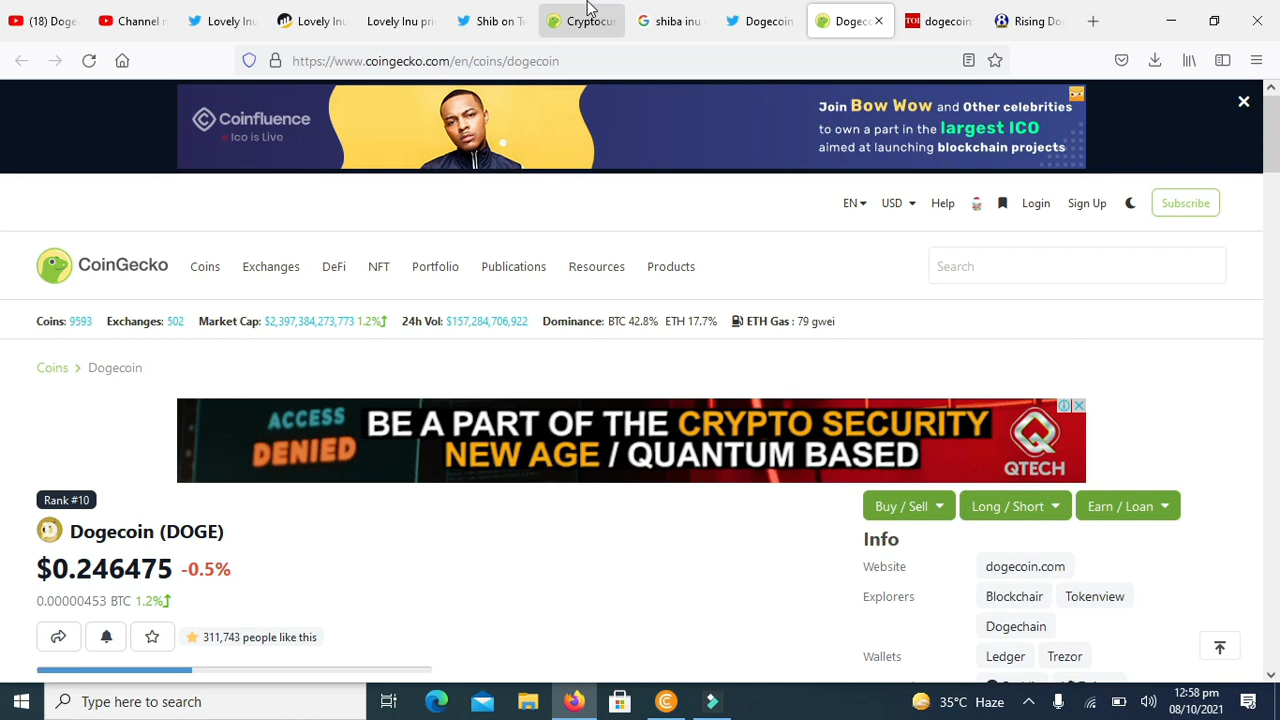 (18) Doge
Channel n
Lovely Inu
Lovely Inu
Lovely Inu pri
Shib on T
Cryptocur
shiba inu
Dogecoin
Dogeco
TOI dogecoin
Rising Do
https://www.coingecko.com/en/coins/dogecoin
Coinfluence
Ico is Live
Join Bow Wow and Other celebrities
to own a part in the largest ICO
aimed at launching blockchain projects
EN USD Help Login Sign Up Subscribe
CoinGecko Coins Exchanges DeFi NFT Portfolio Publications Resources Products Search
Coins: 9593 Exchanges: 502 Market Cap: $2,397,384,273,773 1.2% 24h Vol: $157,284,706,922 Dominance: BTC 42.8% ETH 17.7% ETH Gas : 79 gwei
Coins > Dogecoin
ACCESS DENIED
BE A PART OF THE CRYPTO SECURITY
NEW AGE / QUANTUM BASED
QTECH
Rank #10
Buy / Sell Long / Short Earn / Loan
Dogecoin (DOGE)
Info
$0.246475 -0.5%
Website dogecoin.com
0.00000453 BTC 1.2%
Explorers Blockchain Tokenview
Dogechain
311,743 people like this
Wallets Ledger Trezor
Type here to search
35°C Haze
12:58 pm
08/10/2021